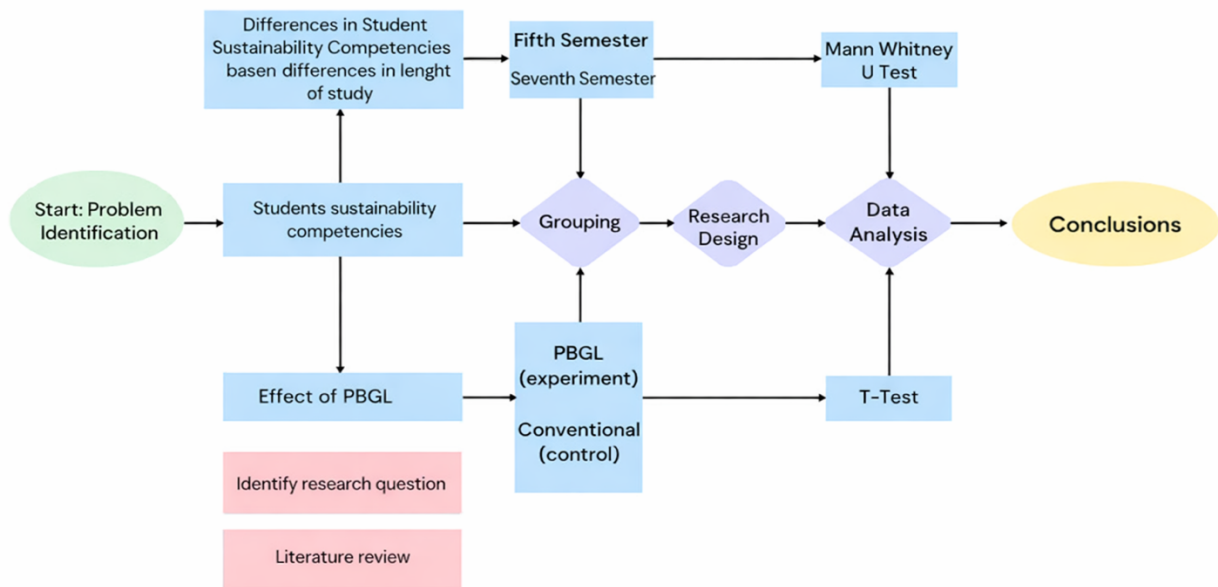 Differences in Student
Sustainability Competencies
basen differences in lenght
of study
Fifth Semester
Seventh Semester
Mann Whitney
U Test
Start: Problem
Identification
Students sustainability
competencies
Grouping
Research
Design
Data
Analysis
Conclusions
Effect of PBGL
PBGL
(experiment)
Conventional
(control)
T-Test
Identify research question
Literature review